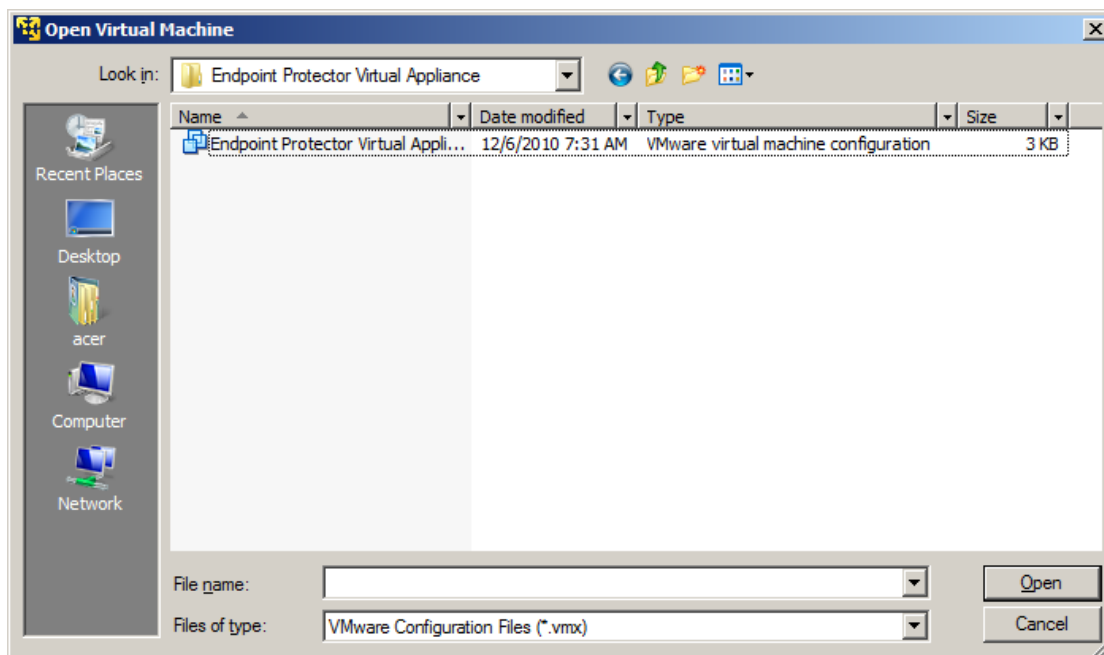 Open Virtual Machine
Look in: Endpoint Protector Virtual Appliance
Name Date modified Type Size
Endpoint Protector Virtual Appli... 12/6/2010 7:31 AM VMware virtual machine configuration 3 KB
Recent Places
Desktop
acer
Computer
Network
File name: Open
Files of type: VMware Configuration Files (*.vmx) Cancel